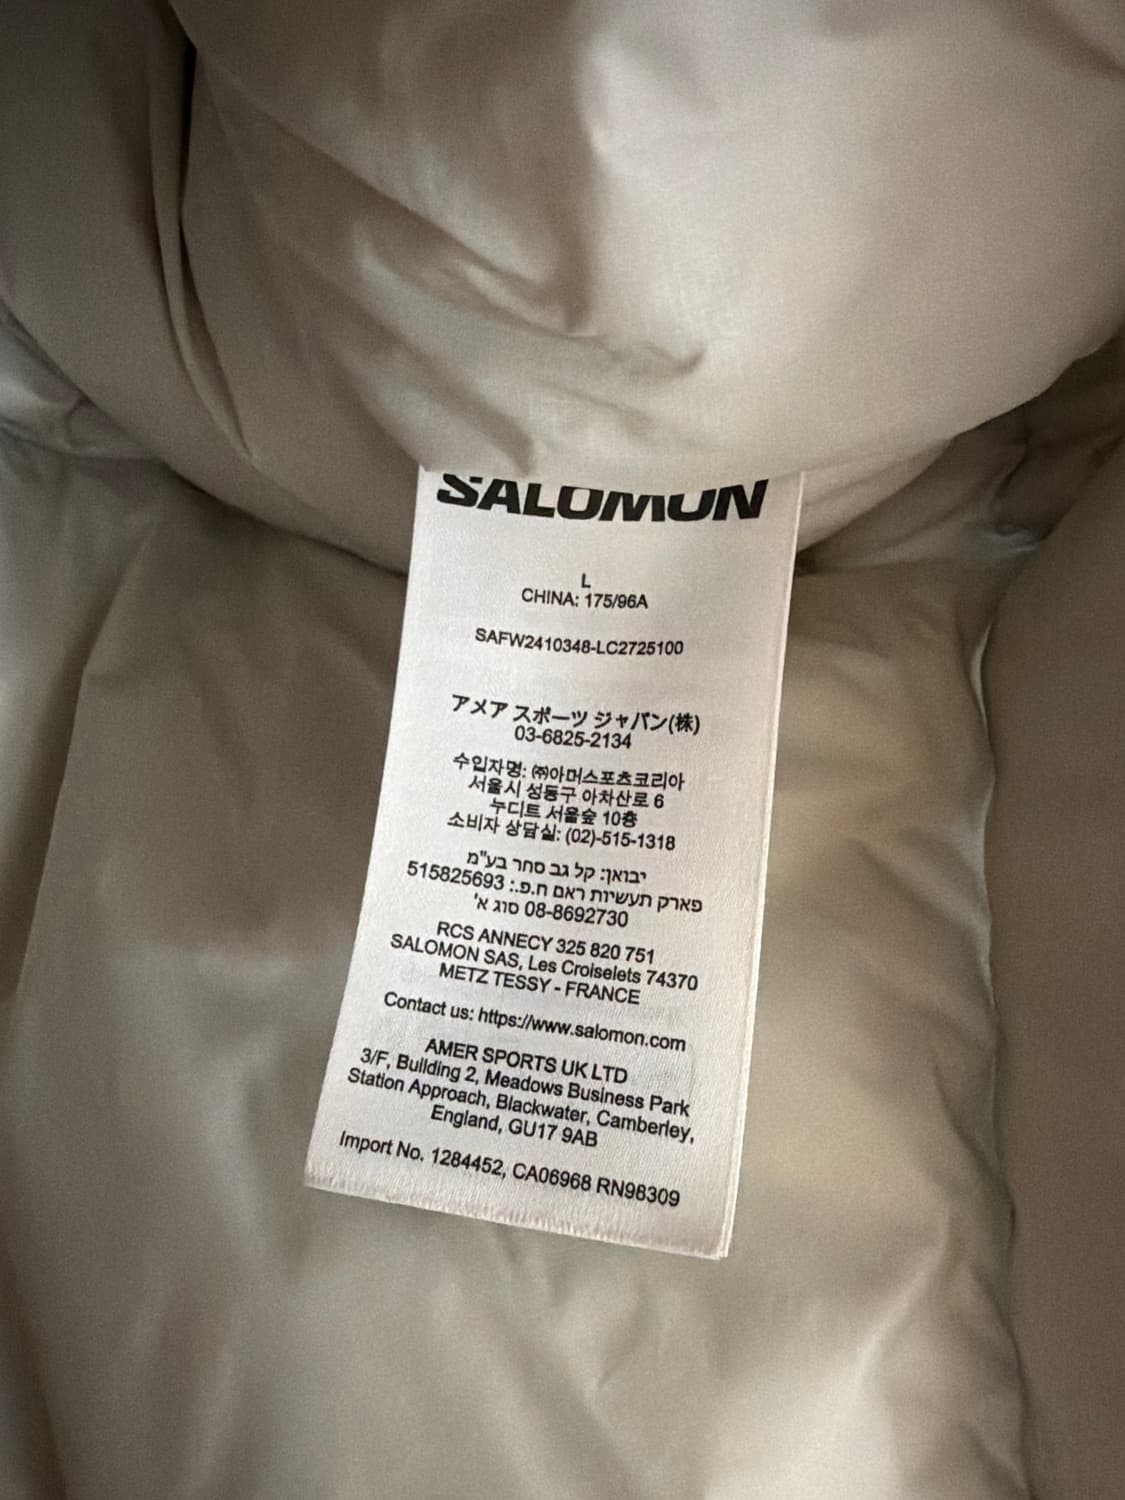 SALOMON
L
CHINA: 175/96A
SAFW2410348-LC2725100
アメア スポーツ ジャパン(株)
03-6825-2134
수입자명: ㈜아머스포츠코리아
서울시 성동구 아차산로 6
누디트 서울숲 10층
소비자 상담실: (02)-515-1318
יבואן: קל גב סחר בע"מ
פארק תעשיות ראם ח.פ.: 515825693
08-8692730 סוג א'
RCS ANNECY 325 820 751
SALOMON SAS, Les Croiselets 74370
METZ TESSY - FRANCE
Contact us: https://www.salomon.com
AMER SPORTS UK LTD
3/F, Building 2, Meadows Business Park
Station Approach, Blackwater, Camberley,
England, GU17 9AB
Import No. 1284452, CA06968 RN98309